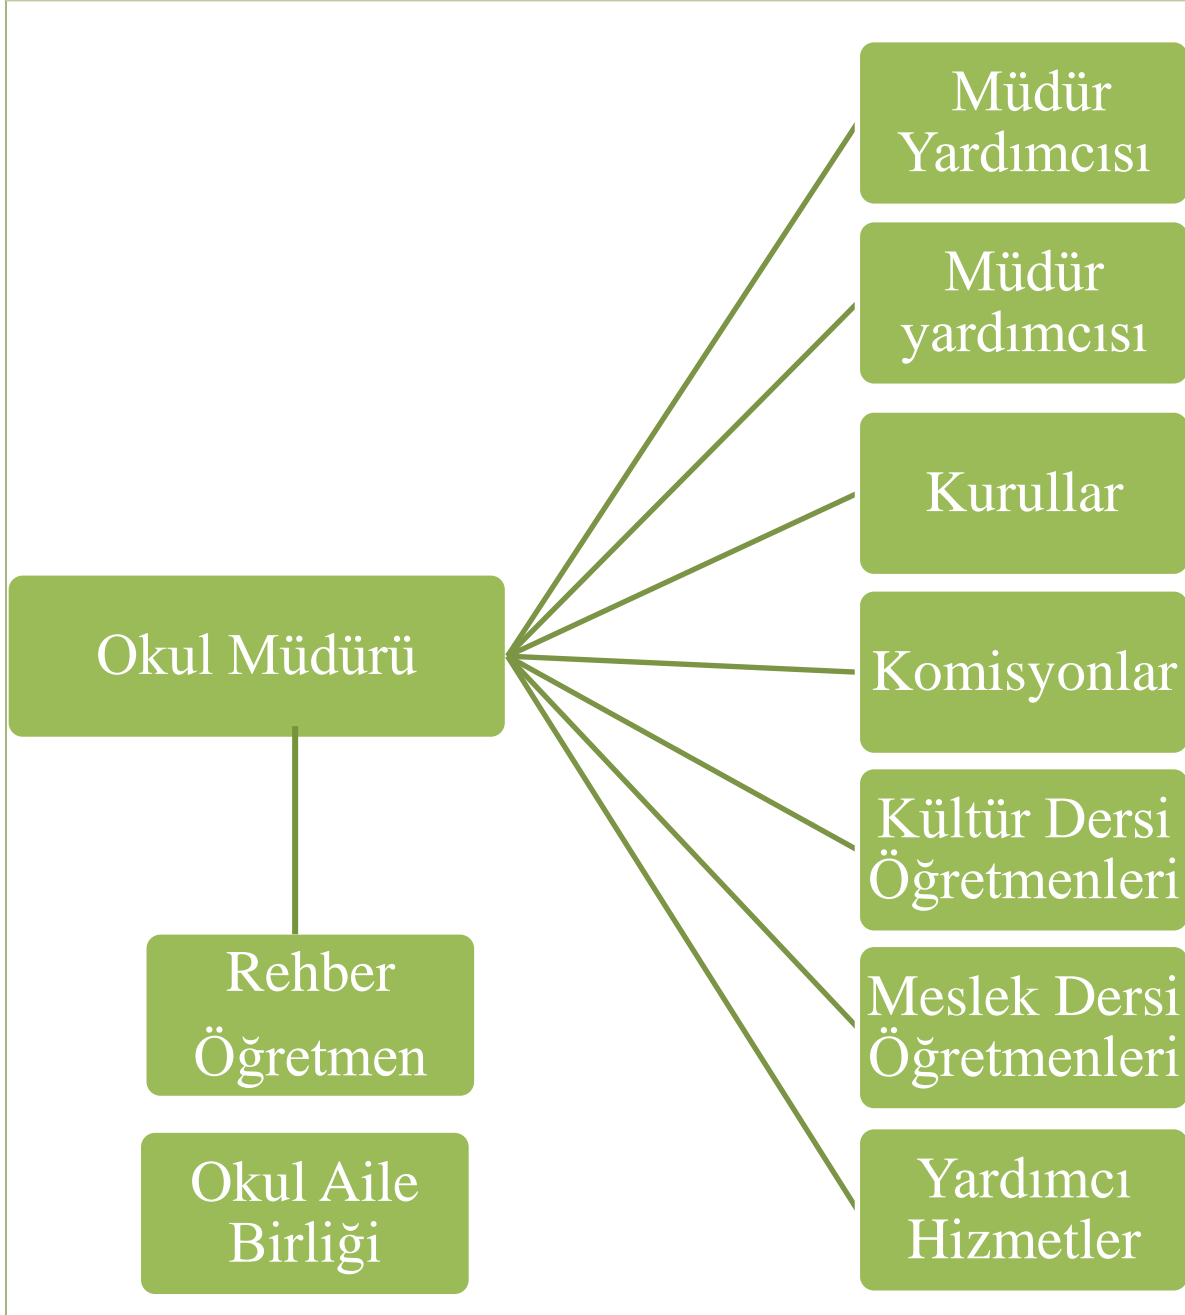 Müdür
Yardımcısı
Müdür
yardımcısı
Kurullar
Okul Müdürü
Komisyonlar
Kültür Dersi
Öğretmenleri
Rehber
Öğretmen
Meslek Dersi
Öğretmenleri
Okul Aile
Birliği
Yardımcı
Hizmetler